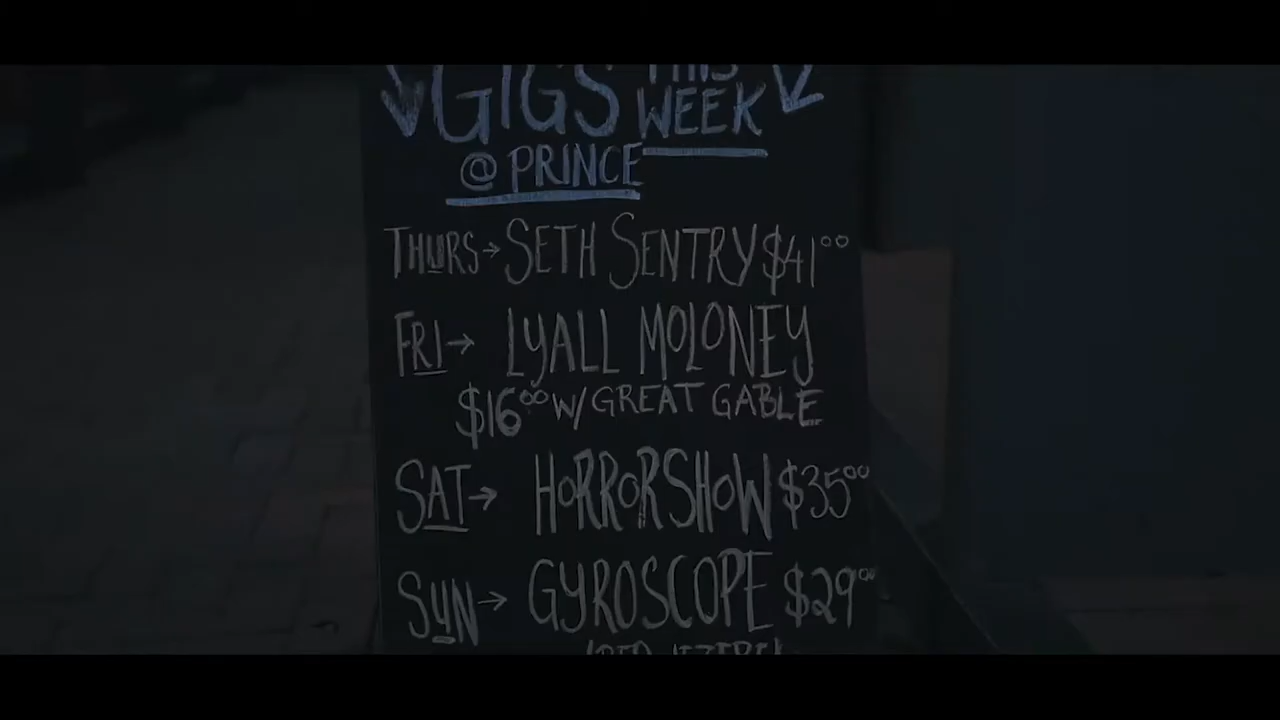 GIGS THIS WEEK
@ PRINCE
THURS→ SETH SENTRY $41⁰⁰
FRI→ LYALL MOLONEY
$16⁰⁰ W/ GREAT GABLE
SAT→ HORRORSHOW $35⁰⁰
SUN→ GYROSCOPE $29⁰⁰